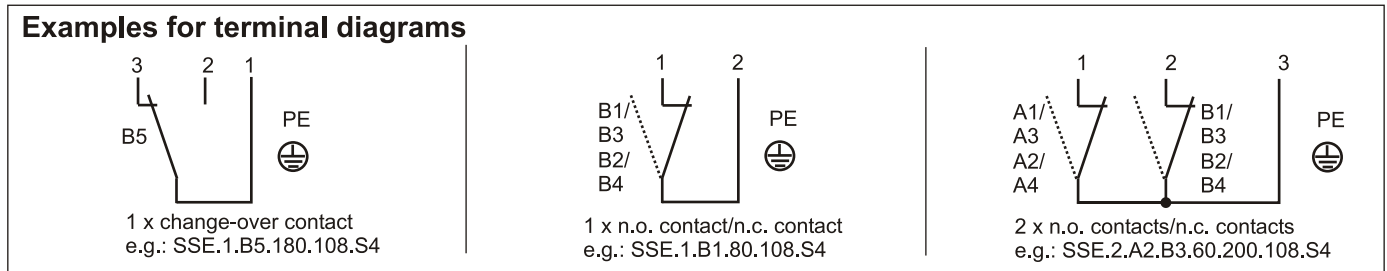 Examples for terminal diagrams
3 2 1
B5
PE
1 x change-over contact
e.g.: SSE.1.B5.180.108.S4
1 2
B1/
B3
B2/
B4
PE
1 x n.o. contact/n.c. contact
e.g.: SSE.1.B1.80.108.S4
1 2 3
A1/
A3
A2/
A4
B1/
B3
B2/
B4
PE
2 x n.o. contacts/n.c. contacts
e.g.: SSE.2.A2.B3.60.200.108.S4